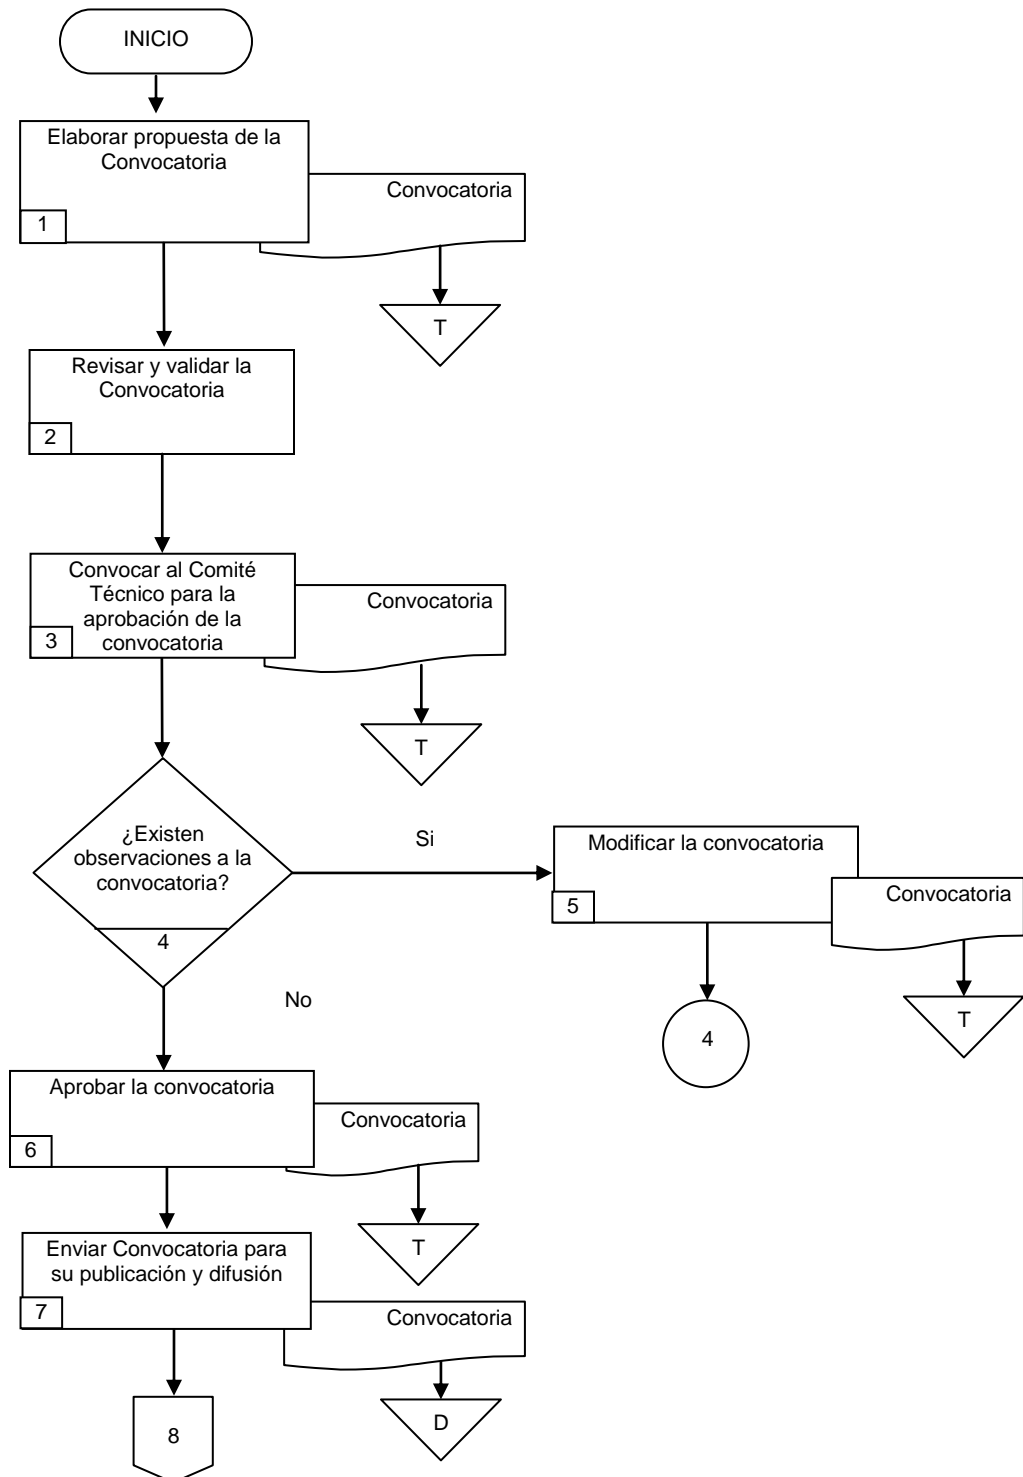 INICIO
Elaborar propuesta de la
Convocatoria
1
Convocatoria
T
Revisar y validar la
Convocatoria
2
Convocar al Comité
Técnico para la
aprobación de la
convocatoria
3
Convocatoria
T
¿Existen
observaciones a la
convocatoria?
4
Si
Modificar la convocatoria
5
Convocatoria
T
4
No
Aprobar la convocatoria
6
Convocatoria
T
Enviar Convocatoria para
su publicación y difusión
7
Convocatoria
D
8